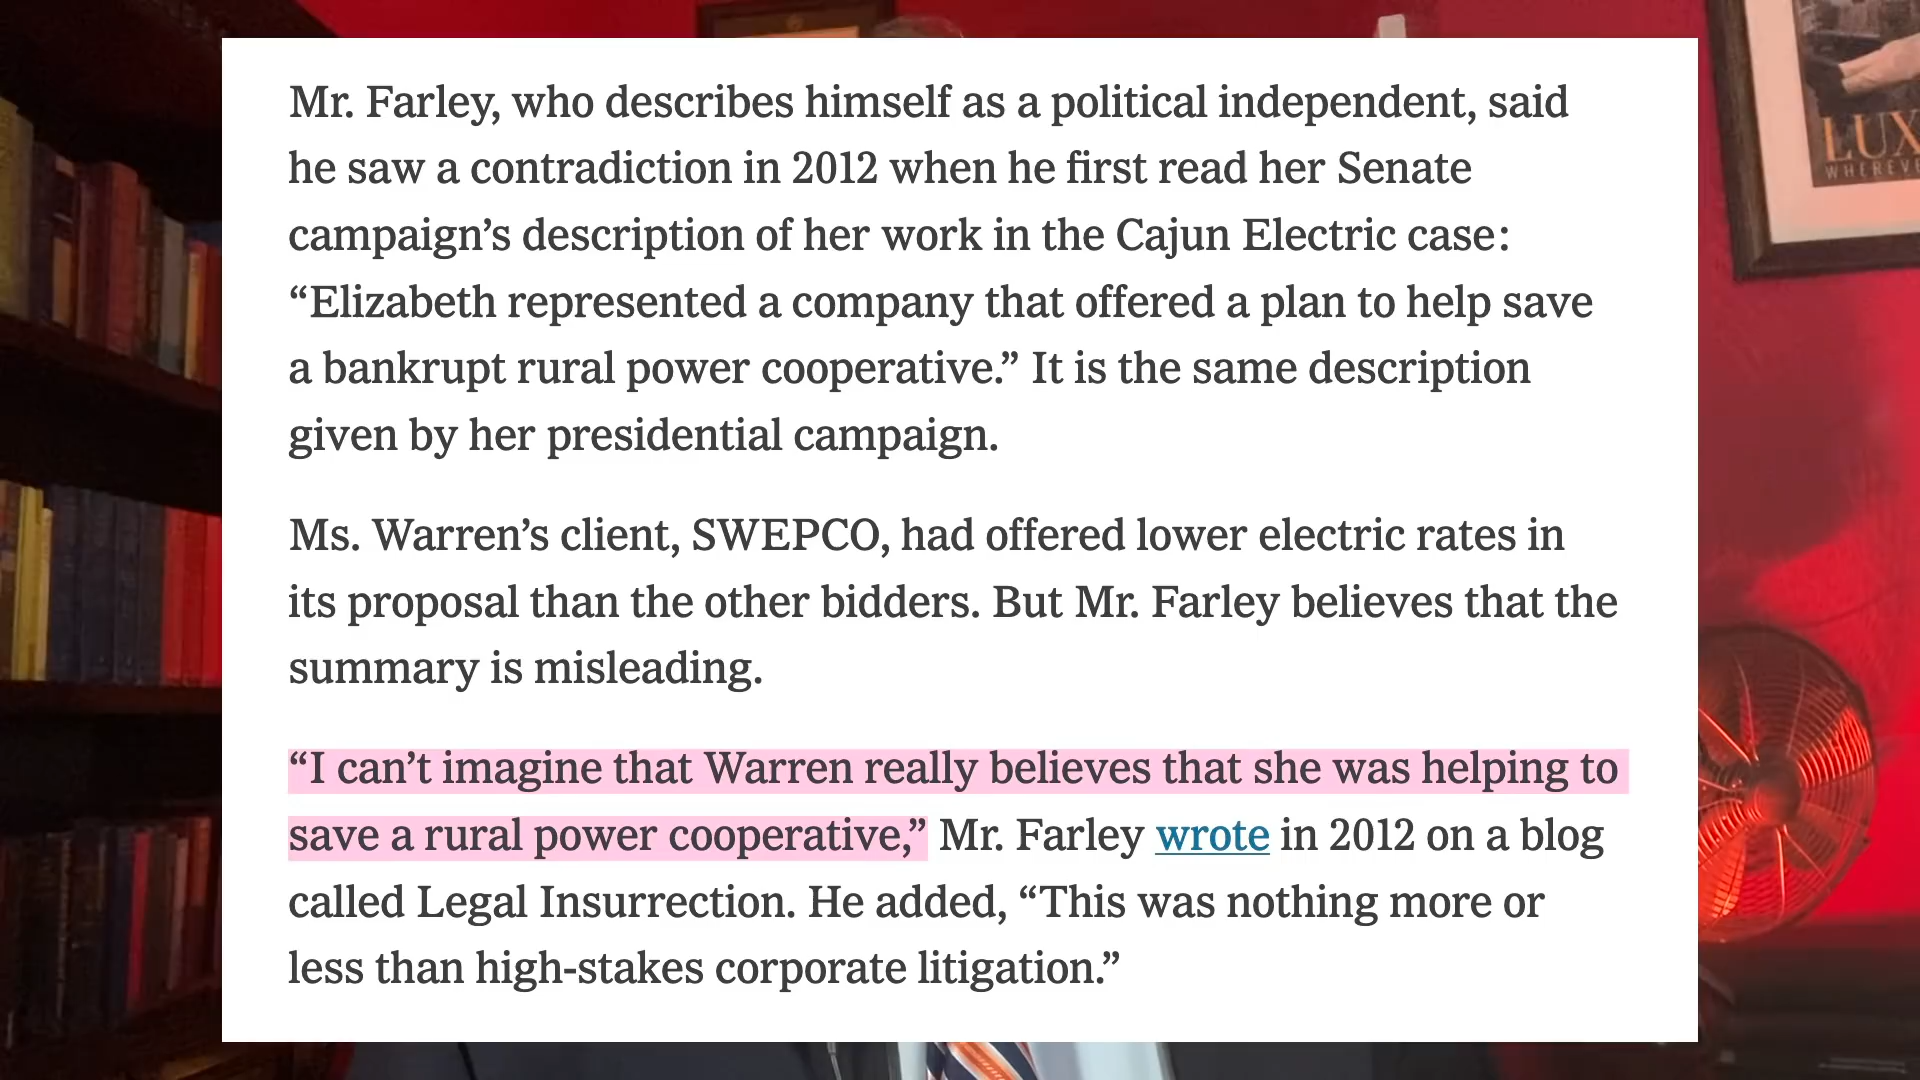 Mr. Farley, who describes himself as a political independent, said
he saw a contradiction in 2012 when he first read her Senate
campaign’s description of her work in the Cajun Electric case:
“Elizabeth represented a company that offered a plan to help save
a bankrupt rural power cooperative.” It is the same description
given by her presidential campaign.
Ms. Warren’s client, SWEPCO, had offered lower electric rates in
its proposal than the other bidders. But Mr. Farley believes that the
summary is misleading.
“I can’t imagine that Warren really believes that she was helping to
save a rural power cooperative,” Mr. Farley wrote in 2012 on a blog
called Legal Insurrection. He added, “This was nothing more or
less than high-stakes corporate litigation.”